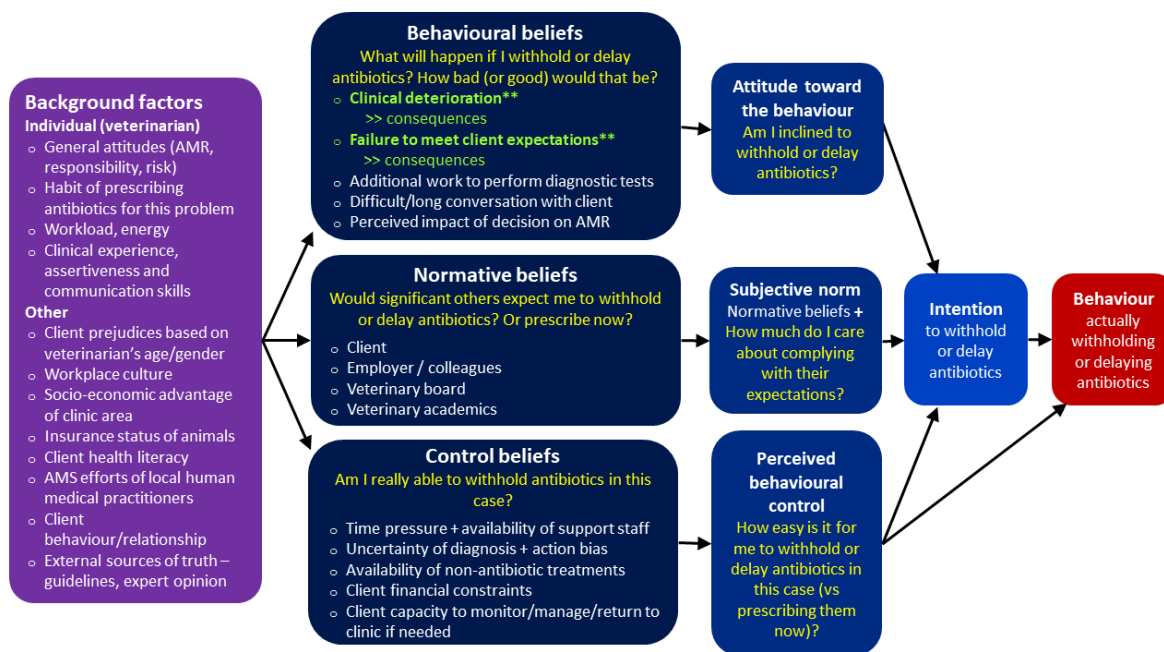 Background factors
Individual (veterinarian)
o General attitudes (AMR,
responsibility, risk)
o Habit of prescribing
antibiotics for this problem
o Workload, energy
o Clinical experience,
assertiveness and
communication skills
Other
o Client prejudices based on
veterinarian's age/gender
o Workplace culture
o Socio-economic advantage
of clinic area
o Insurance status of animals
o Client health literacy
o AMS efforts of local human
medical practitioners
o Client
behaviour/relationship
o External sources of truth –
guidelines, expert opinion
Behavioural beliefs
What will happen if I withhold or delay
antibiotics? How bad (or good) would that be?
o Clinical deterioration**
>> consequences
o Failure to meet client expectations**
>> consequences
o Additional work to perform diagnostic tests
o Difficult/long conversation with client
o Perceived impact of decision on AMR
Normative beliefs
Would significant others expect me to withhold
or delay antibiotics? Or prescribe now?
o Client
o Employer / colleagues
o Veterinary board
o Veterinary academics
Control beliefs
Am I really able to withhold antibiotics in this
case?
o Time pressure + availability of support staff
o Uncertainty of diagnosis + action bias
o Availability of non-antibiotic treatments
o Client financial constraints
o Client capacity to monitor/manage/return to
clinic if needed
Attitude toward
the behaviour
Am I inclined to
withhold or delay
antibiotics?
Subjective norm
Normative beliefs +
How much do I care
about complying with
their expectations?
Perceived
behavioural
control
How easy is it for
me to withhold or
delay antibiotics in
this case (vs
prescribing them
now)?
Intention
to withhold
or delay
antibiotics
Behaviour
actually
withholding
or delaying
antibiotics